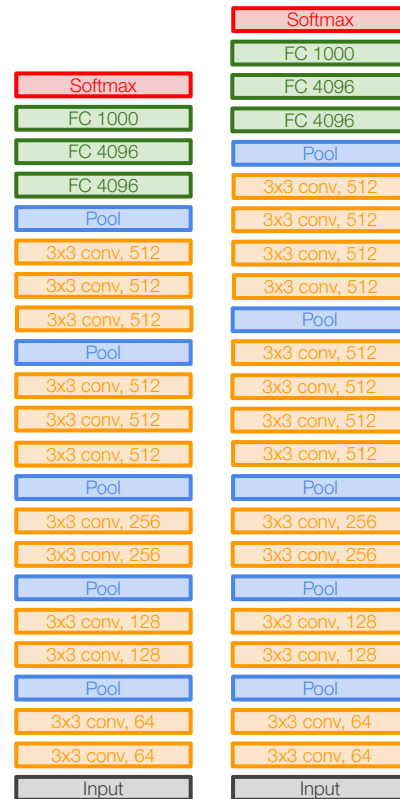 Softmax
FC 1000
FC 4096
FC 4096
Pool
3x3 conv, 512
3x3 conv, 512
3x3 conv, 512
Pool
3x3 conv, 512
3x3 conv, 512
3x3 conv, 512
Pool
3x3 conv, 256
3x3 conv, 256
Pool
3x3 conv, 128
3x3 conv, 128
Pool
3x3 conv, 64
3x3 conv, 64
Input
Softmax
FC 1000
FC 4096
FC 4096
Pool
3x3 conv, 512
3x3 conv, 512
3x3 conv, 512
3x3 conv, 512
Pool
3x3 conv, 512
3x3 conv, 512
3x3 conv, 512
3x3 conv, 512
Pool
3x3 conv, 256
3x3 conv, 256
Pool
3x3 conv, 128
3x3 conv, 128
Pool
3x3 conv, 64
3x3 conv, 64
Input